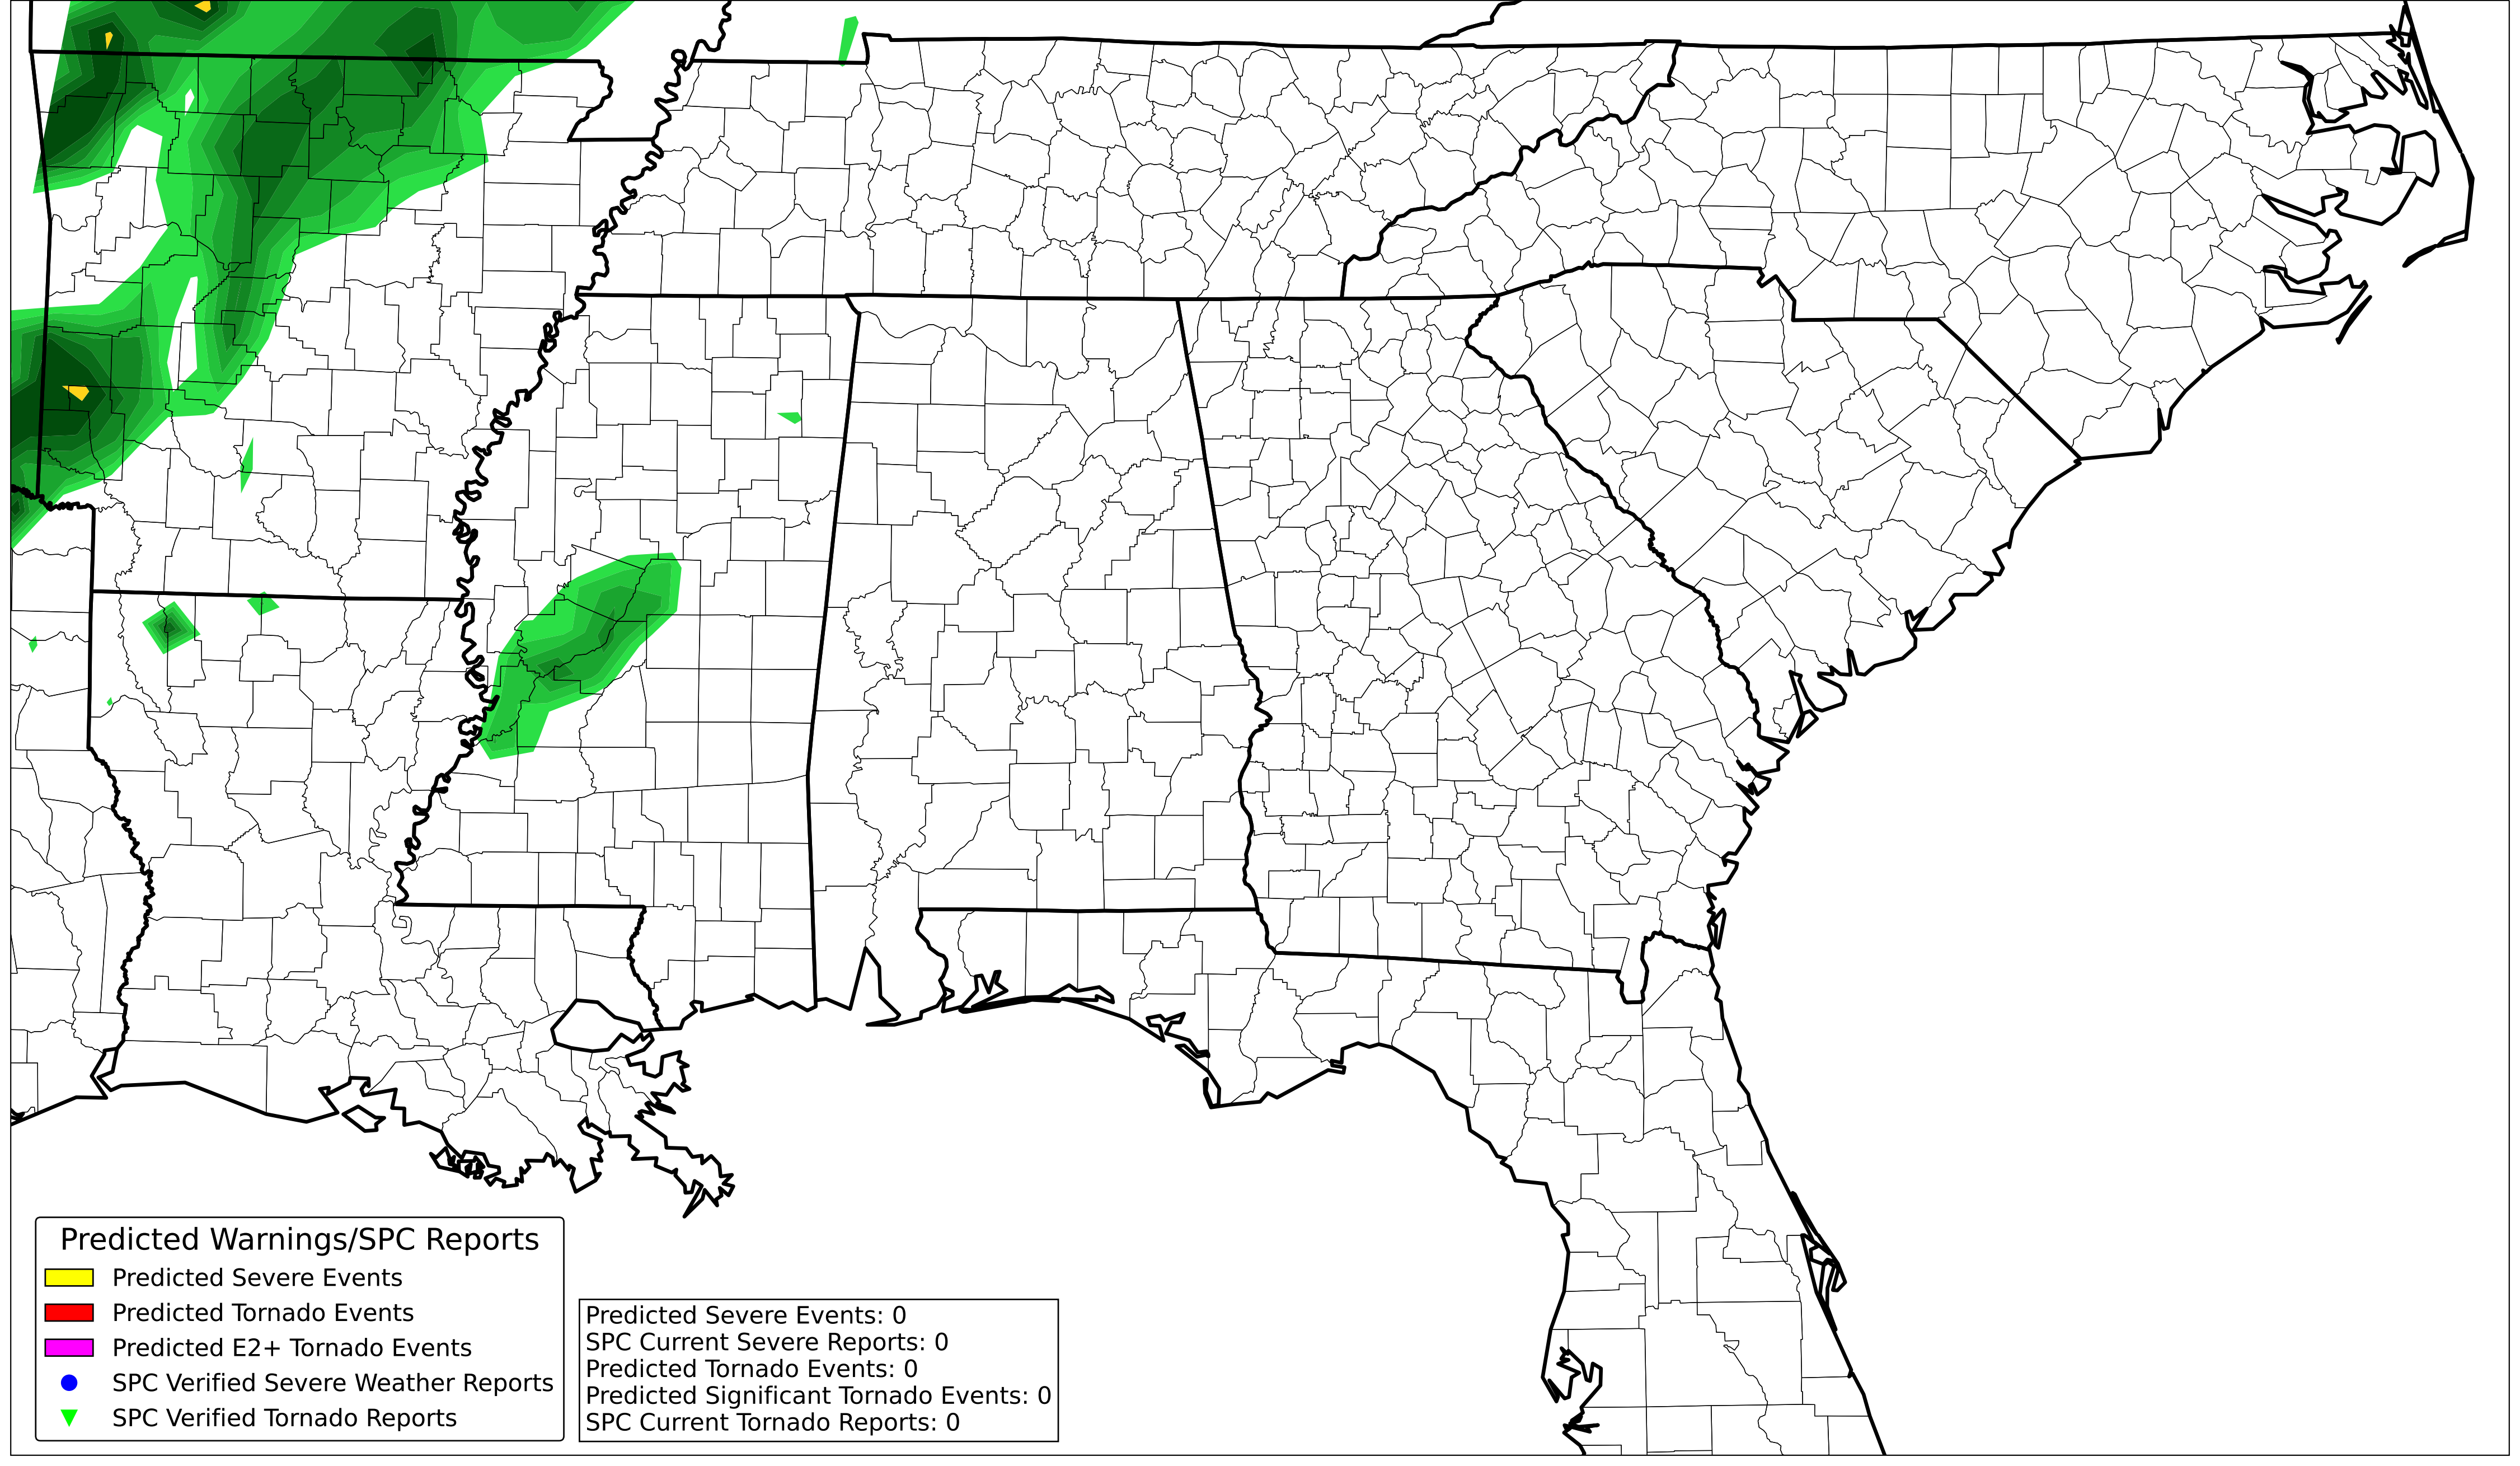 Predicted Warnings/SPC Reports
Predicted Severe Events
Predicted Tornado Events
Predicted E2+ Tornado Events
SPC Verified Severe Weather Reports
SPC Verified Tornado Reports
Predicted Severe Events: 0
SPC Current Severe Reports: 0
Predicted Tornado Events: 0
Predicted Significant Tornado Events: 0
SPC Current Tornado Reports: 0